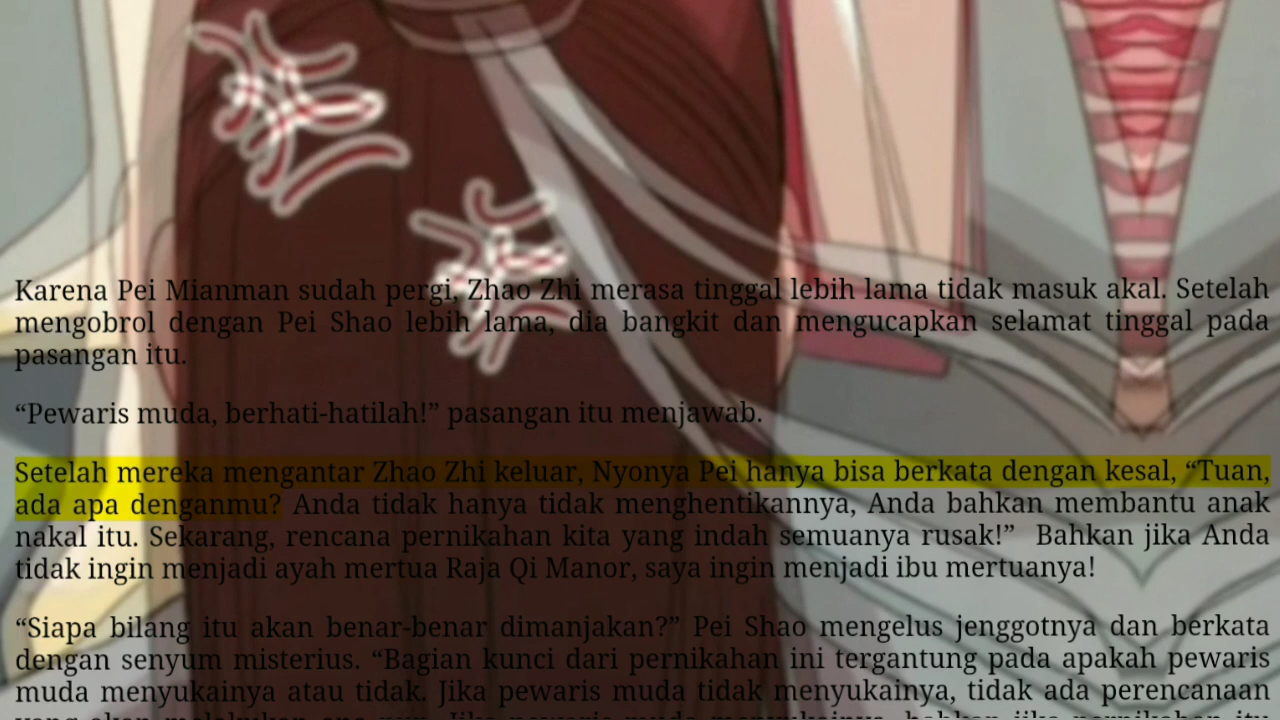 Karena Pei Mianman sudah pergi, Zhao Zhi merasa tinggal lebih lama tidak masuk akal. Setelah
mengobrol dengan Pei Shao lebih lama, dia bangkit dan mengucapkan selamat tinggal pada
pasangan itu.
“Pewaris muda, berhati-hatilah!” pasangan itu menjawab.
Setelah mereka mengantar Zhao Zhi keluar, Nyonya Pei hanya bisa berkata dengan kesal, “Tuan,
ada apa denganmu? Anda tidak hanya tidak menghentikannya, Anda bahkan membantu anak
nakal itu. Sekarang, rencana pernikahan kita yang indah semuanya rusak!” Bahkan jika Anda
tidak ingin menjadi ayah mertua Raja Qi Manor, saya ingin menjadi ibu mertuanya!
“Siapa bilang itu akan benar-benar dimanjakan?” Pei Shao mengelus jenggotnya dan berkata
dengan senyum misterius. “Bagian kunci dari pernikahan ini tergantung pada apakah pewaris
muda menyukainya atau tidak. Jika pewaris muda tidak menyukainya, tidak ada perencanaan